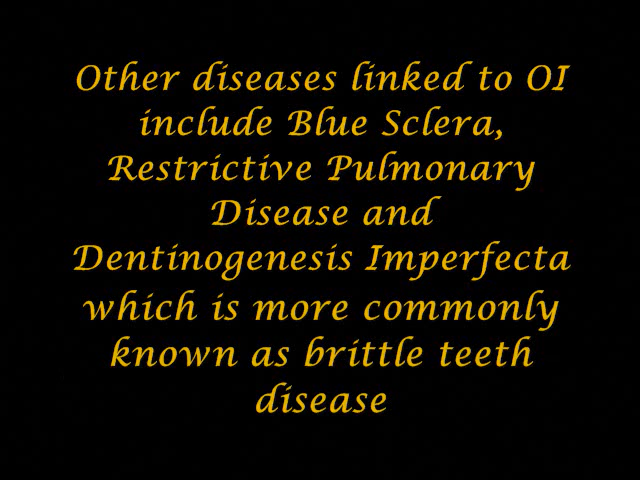 Other diseases linked to OI
include Blue Sclera,
Restrictive Pulmonary
Disease and
Dentinogenesis Imperfecta
which is more commonly
known as brittle teeth
disease